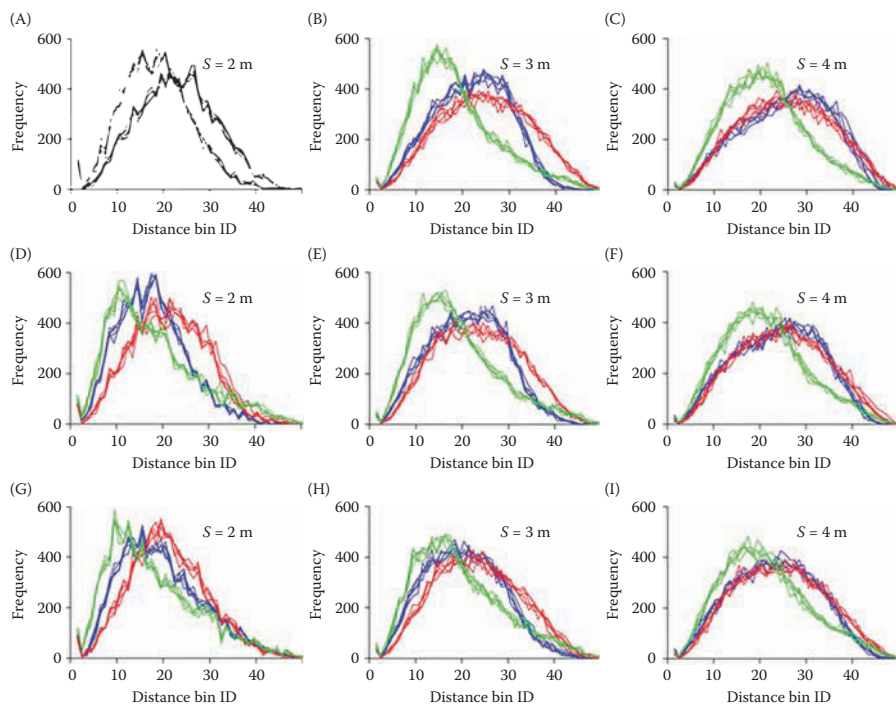 (A)
600
400
200
0
Frequency
S = 2 m
0
10
20
30
40
Distance bin ID
(B)
600
400
200
0
Frequency
S = 3 m
0
10
20
30
40
Distance bin ID
(C)
600
400
200
0
Frequency
S = 4 m
0
10
20
30
40
Distance bin ID
(D)
600
400
200
0
Frequency
S = 2 m
0
10
20
30
40
Distance bin ID
(E)
600
400
200
0
Frequency
S = 3 m
0
10
20
30
40
Distance bin ID
(F)
600
400
200
0
Frequency
S = 4 m
0
10
20
30
40
Distance bin ID
(G)
600
400
200
0
Frequency
S = 2 m
0
10
20
30
40
Distance bin ID
(H)
600
400
200
0
Frequency
S = 3 m
0
10
20
30
40
Distance bin ID
(I)
600
400
200
0
Frequency
S = 4 m
0
10
20
30
40
Distance bin ID